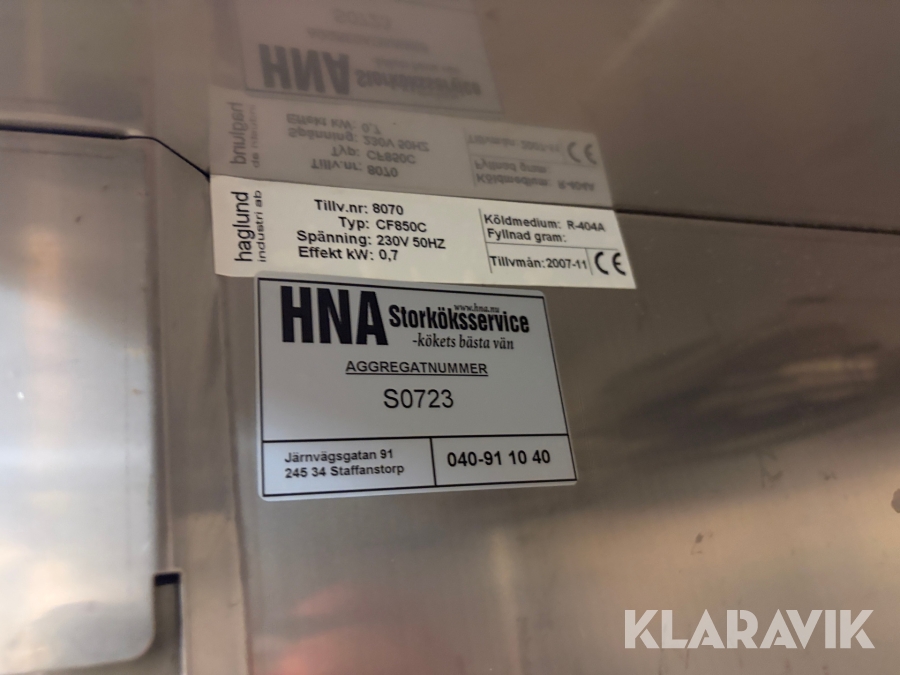 haglund
industri ab
Tillv.nr: 8070
Typ: CF850C
Spänning: 230V 50HZ
Effekt kW: 0,7
Köldmedium: R-404A
Fyllnad gram:
Tillvmån: 2007-11 CE
www.hna.nu
HNA Storköksservice
-kökets bästa vän
AGGREGATNUMMER
S0723
Järnvägsgatan 91
245 34 Staffanstorp
040-91 10 40
KLARAVIK